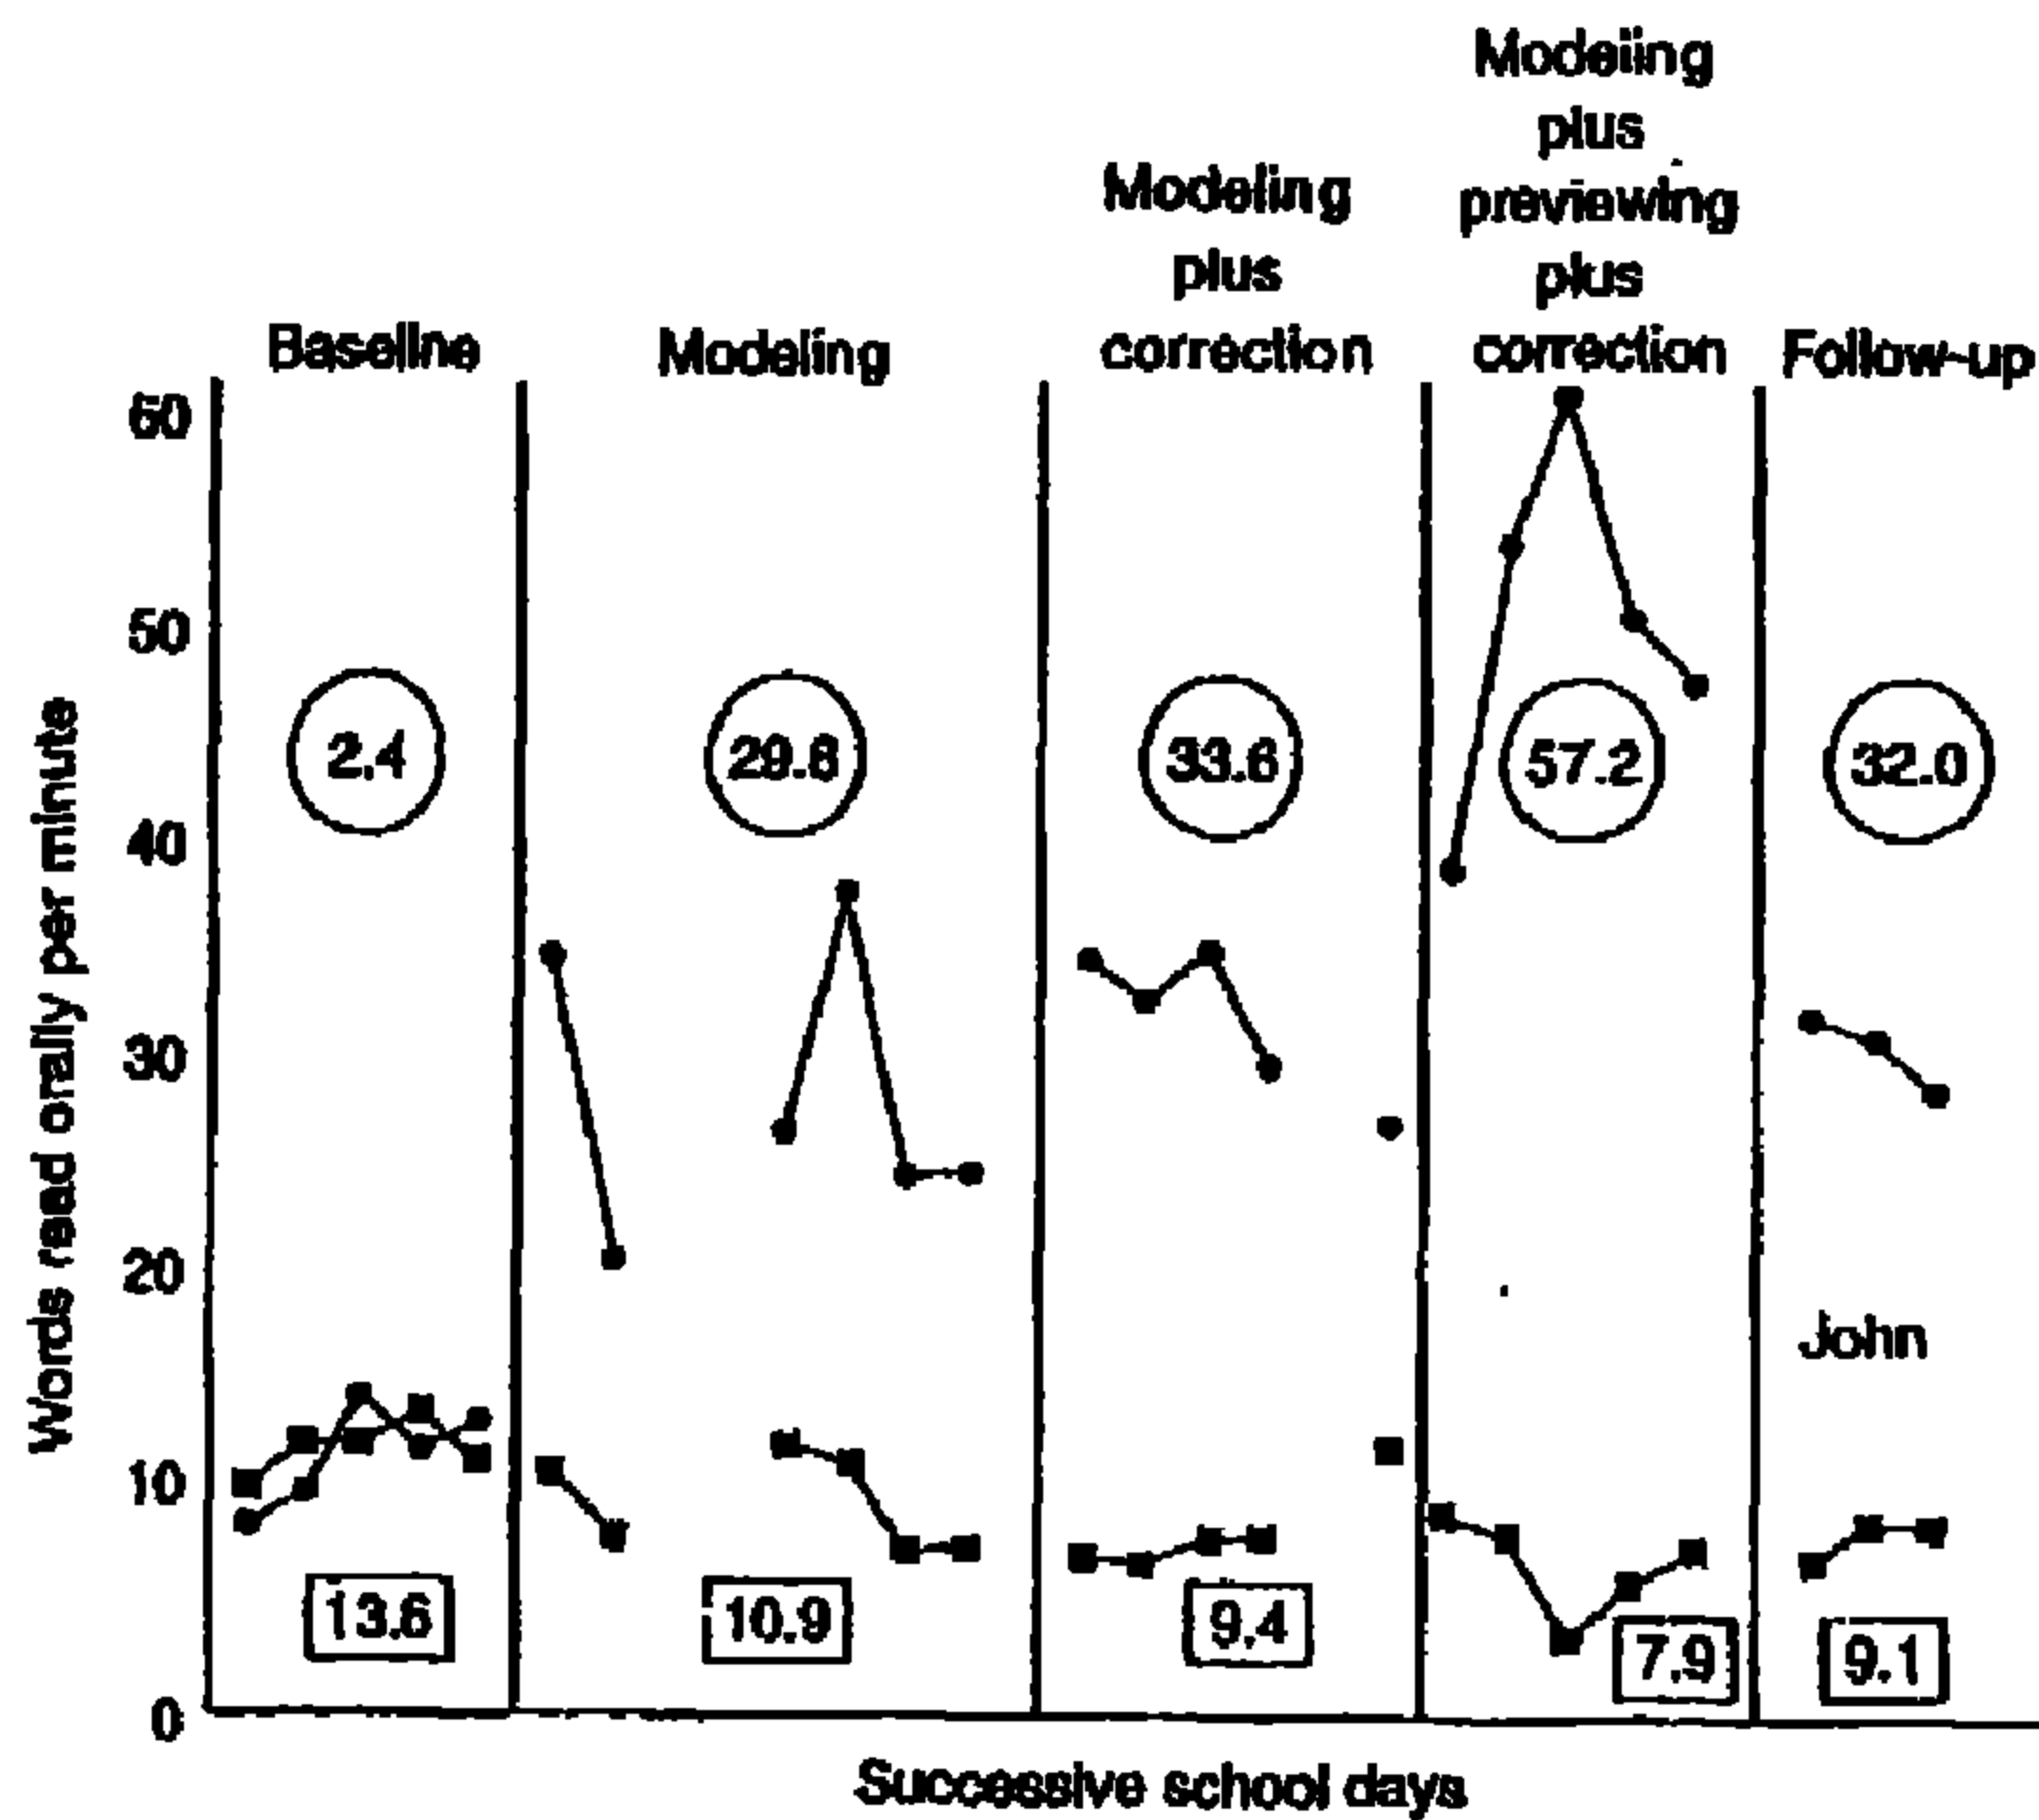 Modeling
plus
previewing
plus
correction
Modeling
plus
correction
Baseline
Modeling
Follow-up
60
50
40
30
20
10
0
Words read orally per minute
2.4
29.8
33.6
57.2
32.0
John
13.6
10.9
9.4
7.9
9.1
Successive school days